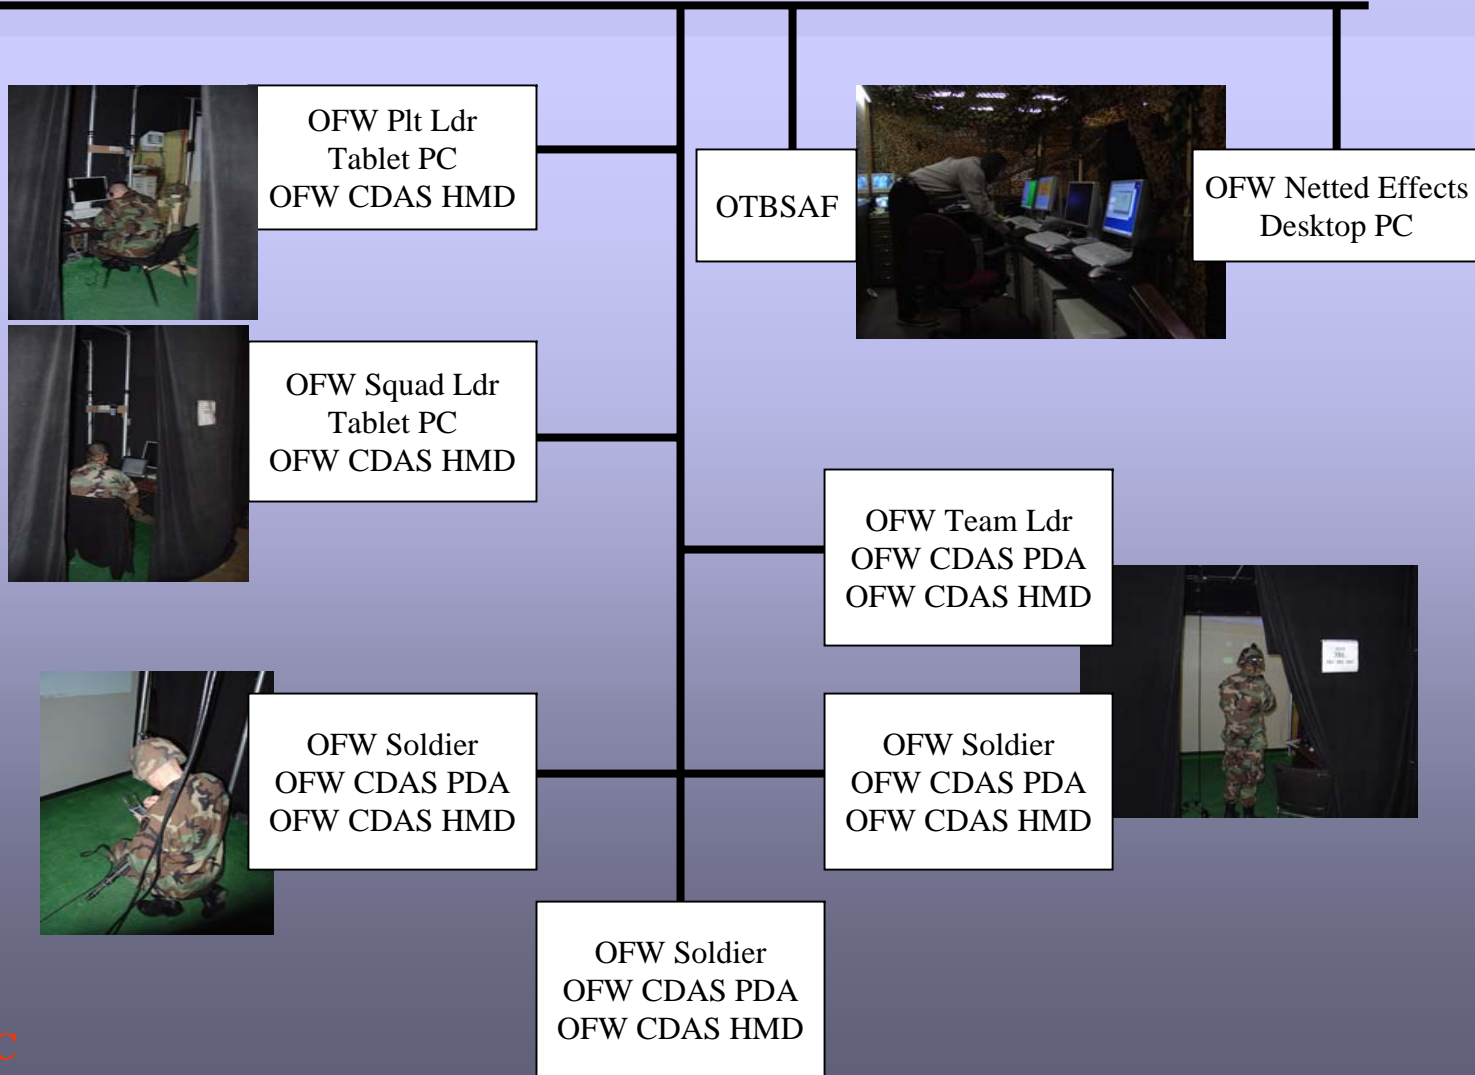 OFW Plt Ldr
Tablet PC
OFW CDAS HMD
OTBSAF
OFW Netted Effects
Desktop PC
OFW Squad Ldr
Tablet PC
OFW CDAS HMD
OFW Team Ldr
OFW CDAS PDA
OFW CDAS HMD
OFW Soldier
OFW CDAS PDA
OFW CDAS HMD
OFW Soldier
OFW CDAS PDA
OFW CDAS HMD
OFW Soldier
OFW CDAS PDA
OFW CDAS HMD
C